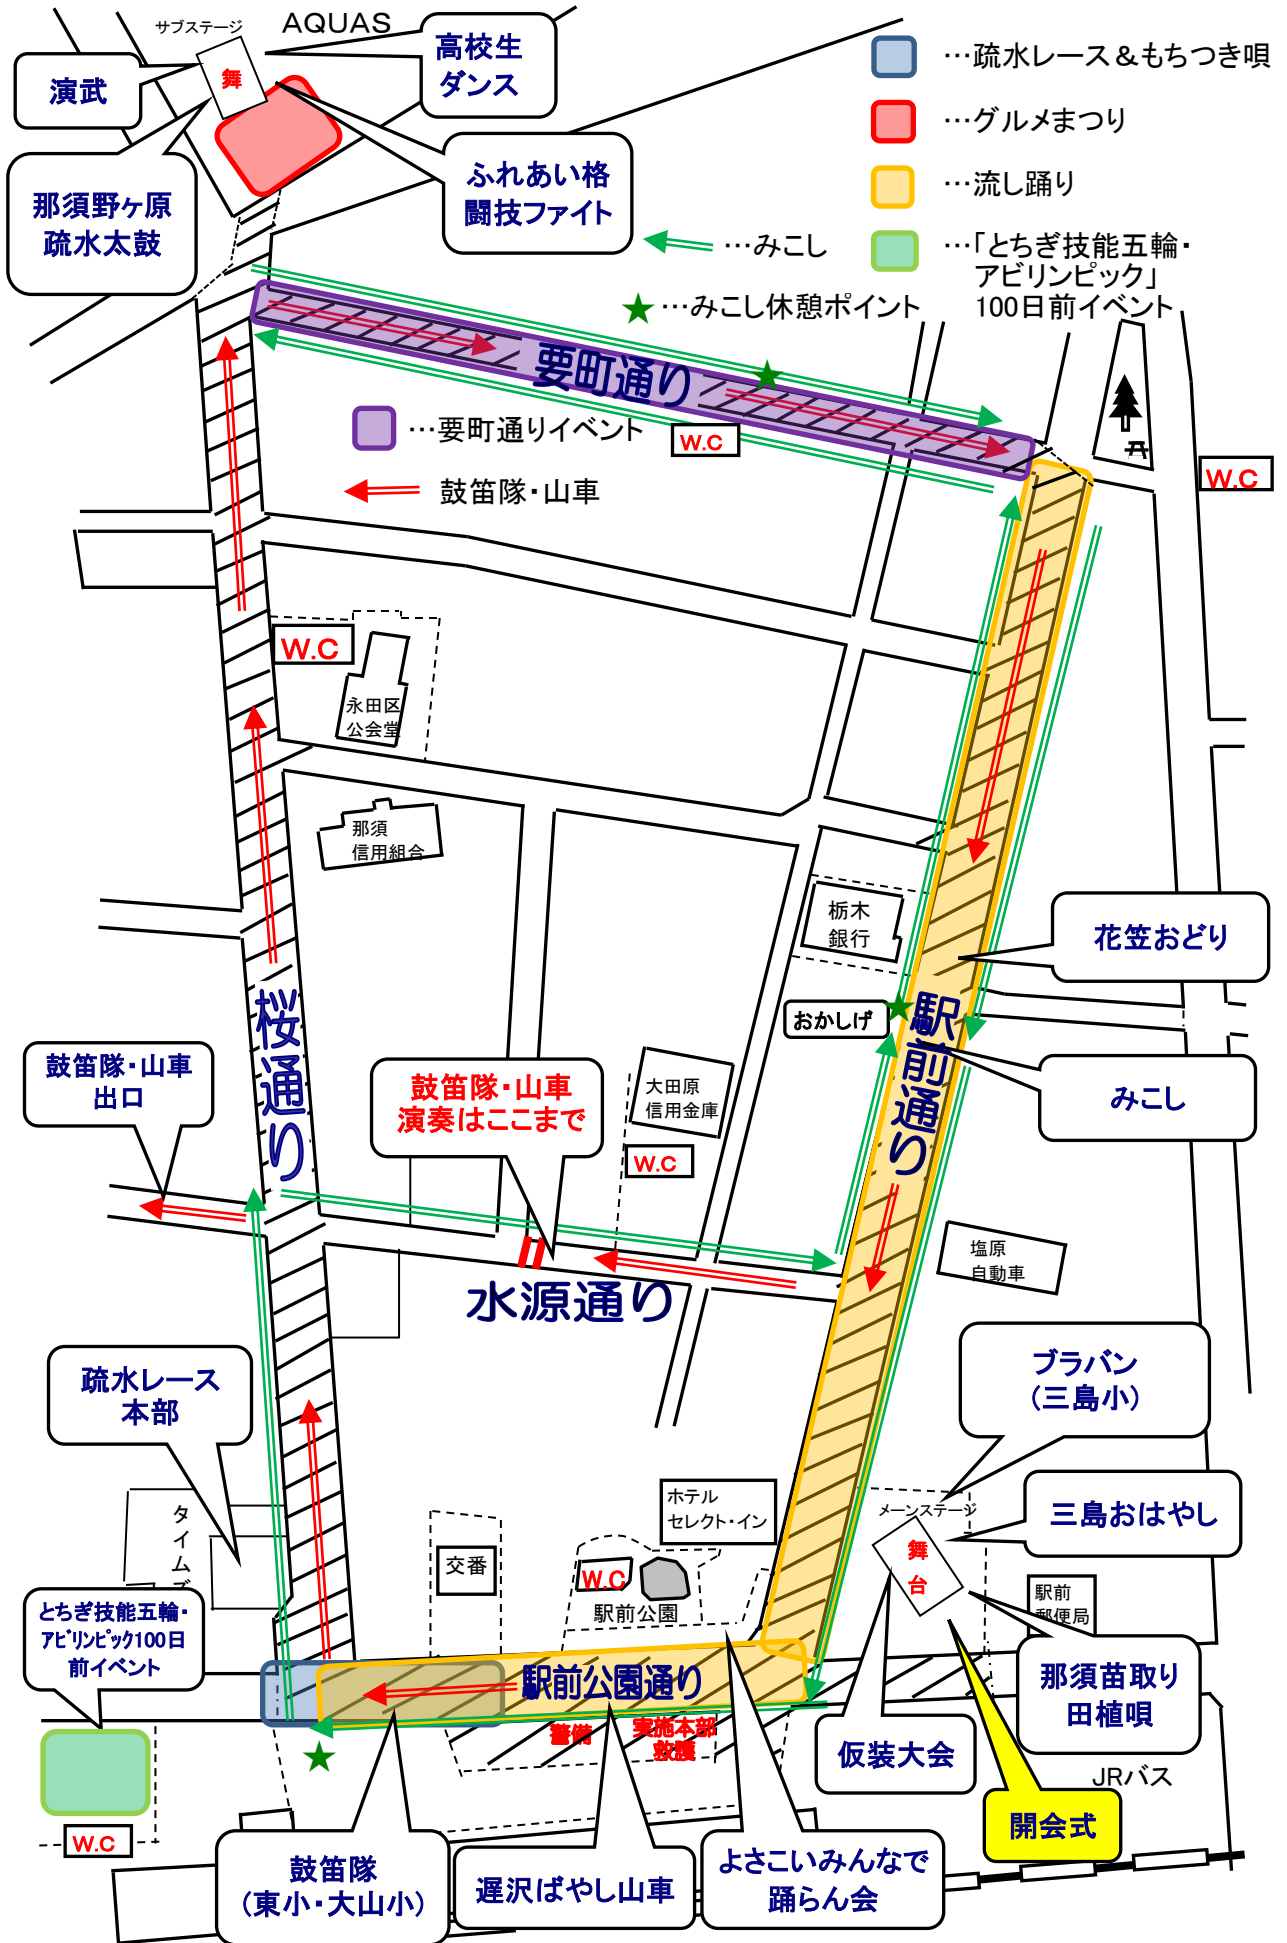 サブステージ
AQUAS
高校生
ダンス
演武
舞
…疏水レース&もちつき唄
…グルメまつり
…流し踊り
ふれあい格
闘技ファイト
那須野ヶ原
疏水太鼓
…みこし
…「とちぎ技能五輪・
アビリンピック」
100日前イベント
★…みこし休憩ポイント
要町通り
…要町通りイベント
W.C
W.C
鼓笛隊・山車
W.C
永田区
公会堂
那須
信用組合
栃木
銀行
花笠おどり
おかしげ
駅前通り
桜通り
鼓笛隊・山車
出口
鼓笛隊・山車
演奏はここまで
大田原
信用金庫
みこし
W.C
塩原
自動車
水源通り
ブラバン
(三島小)
疏水レース
本部
ホテル
セレクト・イン
メーンステージ
三島おはやし
タイムズ
交番
W.C
舞
台
駅前公園
駅前
郵便局
とちぎ技能五輪・
アビリンピック100日
前イベント
駅前公園通り
那須苗取り
田植唄
警備
実施本部
救護
仮装大会
JRバス
開会式
W.C
鼓笛隊
(東小・大山小)
遅沢ばやし山車
よさこいみんなで
踊らん会